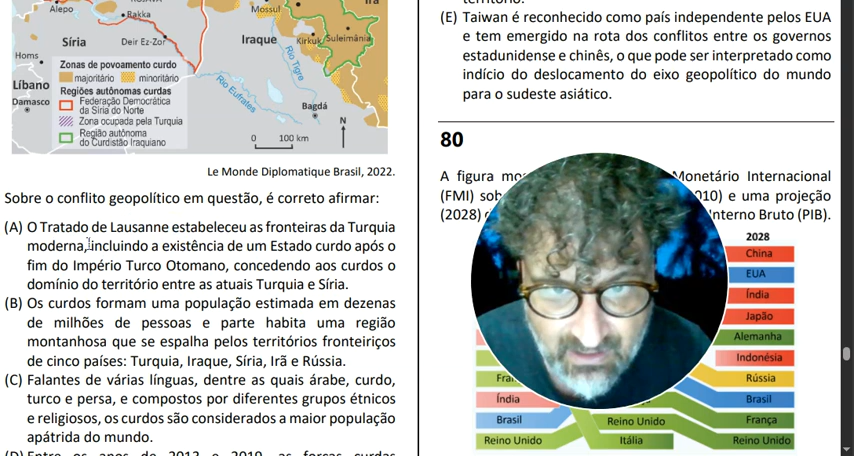 Alepo
Rakka
Mossul
Síria
Deir Ez-Zor
Iraque
Kirkuk
Suleimânia
Homs
Rio Tigre
Zonas de povoamento curdo
majoritário
minoritário
Líbano
Regiões autônomas curdas
Damasco
Federação Democrática
da Síria do Norte
Zona ocupada pela Turquia
Região autônoma
do Curdistão Iraquiano
Rio Eufrates
Bagdá
N
0
100 km
Le Monde Diplomatique Brasil, 2022.
Sobre o conflito geopolítico em questão, é correto afirmar:
(A) O Tratado de Lausanne estabeleceu as fronteiras da Turquia
moderna, incluindo a existência de um Estado curdo após o
fim do Império Turco Otomano, concedendo aos curdos o
domínio do território entre as atuais Turquia e Síria.
(B) Os curdos formam uma população estimada em dezenas
de milhões de pessoas e parte habita uma região
montanhosa que se espalha pelos territórios fronteiriços
de cinco países: Turquia, Iraque, Síria, Irã e Rússia.
(C) Falantes de várias línguas, dentre as quais árabe, curdo,
turco e persa, e compostos por diferentes grupos étnicos
e religiosos, os curdos são considerados a maior população
apátrida do mundo.
(D) Entre os anos de 2013 e 2019, as forças curdas
território.
(E) Taiwan é reconhecido como país independente pelos EUA
e tem emergido na rota dos conflitos entre os governos
estadunidense e chinês, o que pode ser interpretado como
indício do deslocamento do eixo geopolítico do mundo
para o sudeste asiático.
80
A figura Monetário Internacional
(FMI) 010) e uma projeção
(2028) Interno Bruto (PIB).
2028
China
EUA
Índia
Japão
Alemanha
Indonésia
Rússia
Índia
Brasil
Brasil
Reino Unido
França
Reino Unido
Itália
Reino Unido